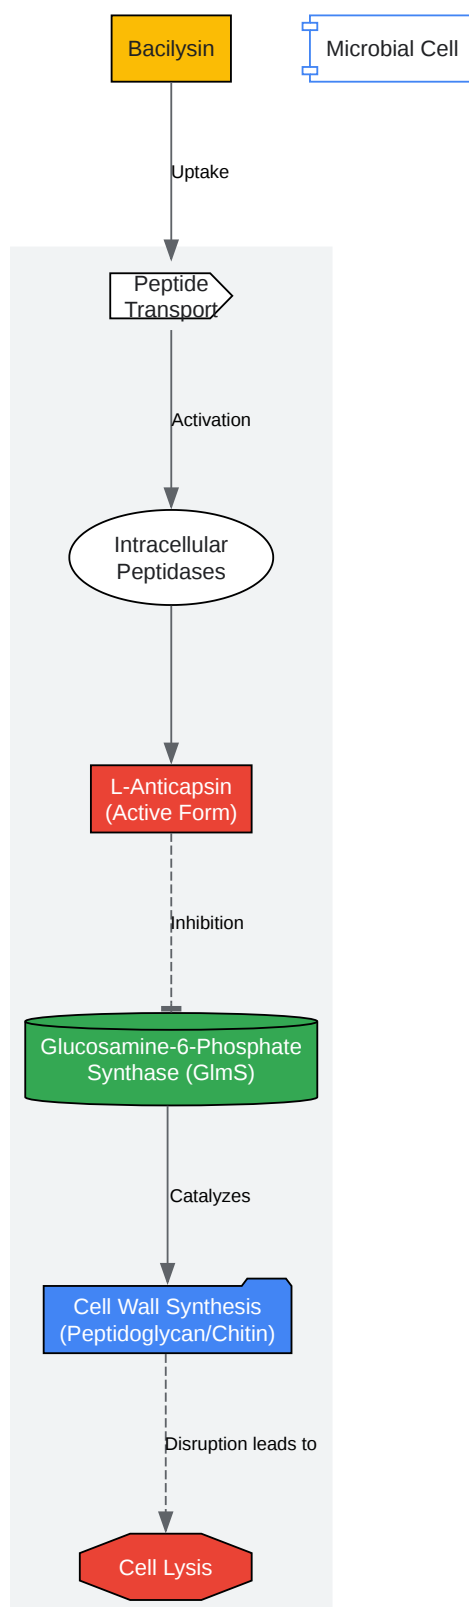 Bacilysin
Microbial Cell
Uptake
Peptide
Transport
Activation
Intracellular
Peptidases
L-Anticapsin
(Active Form)
Inhibition
Glucosamine-6-Phosphate
Synthase (GlmS)
Catalyzes
Cell Wall Synthesis
(Peptidoglycan/Chitin)
Disruption leads to
Cell Lysis